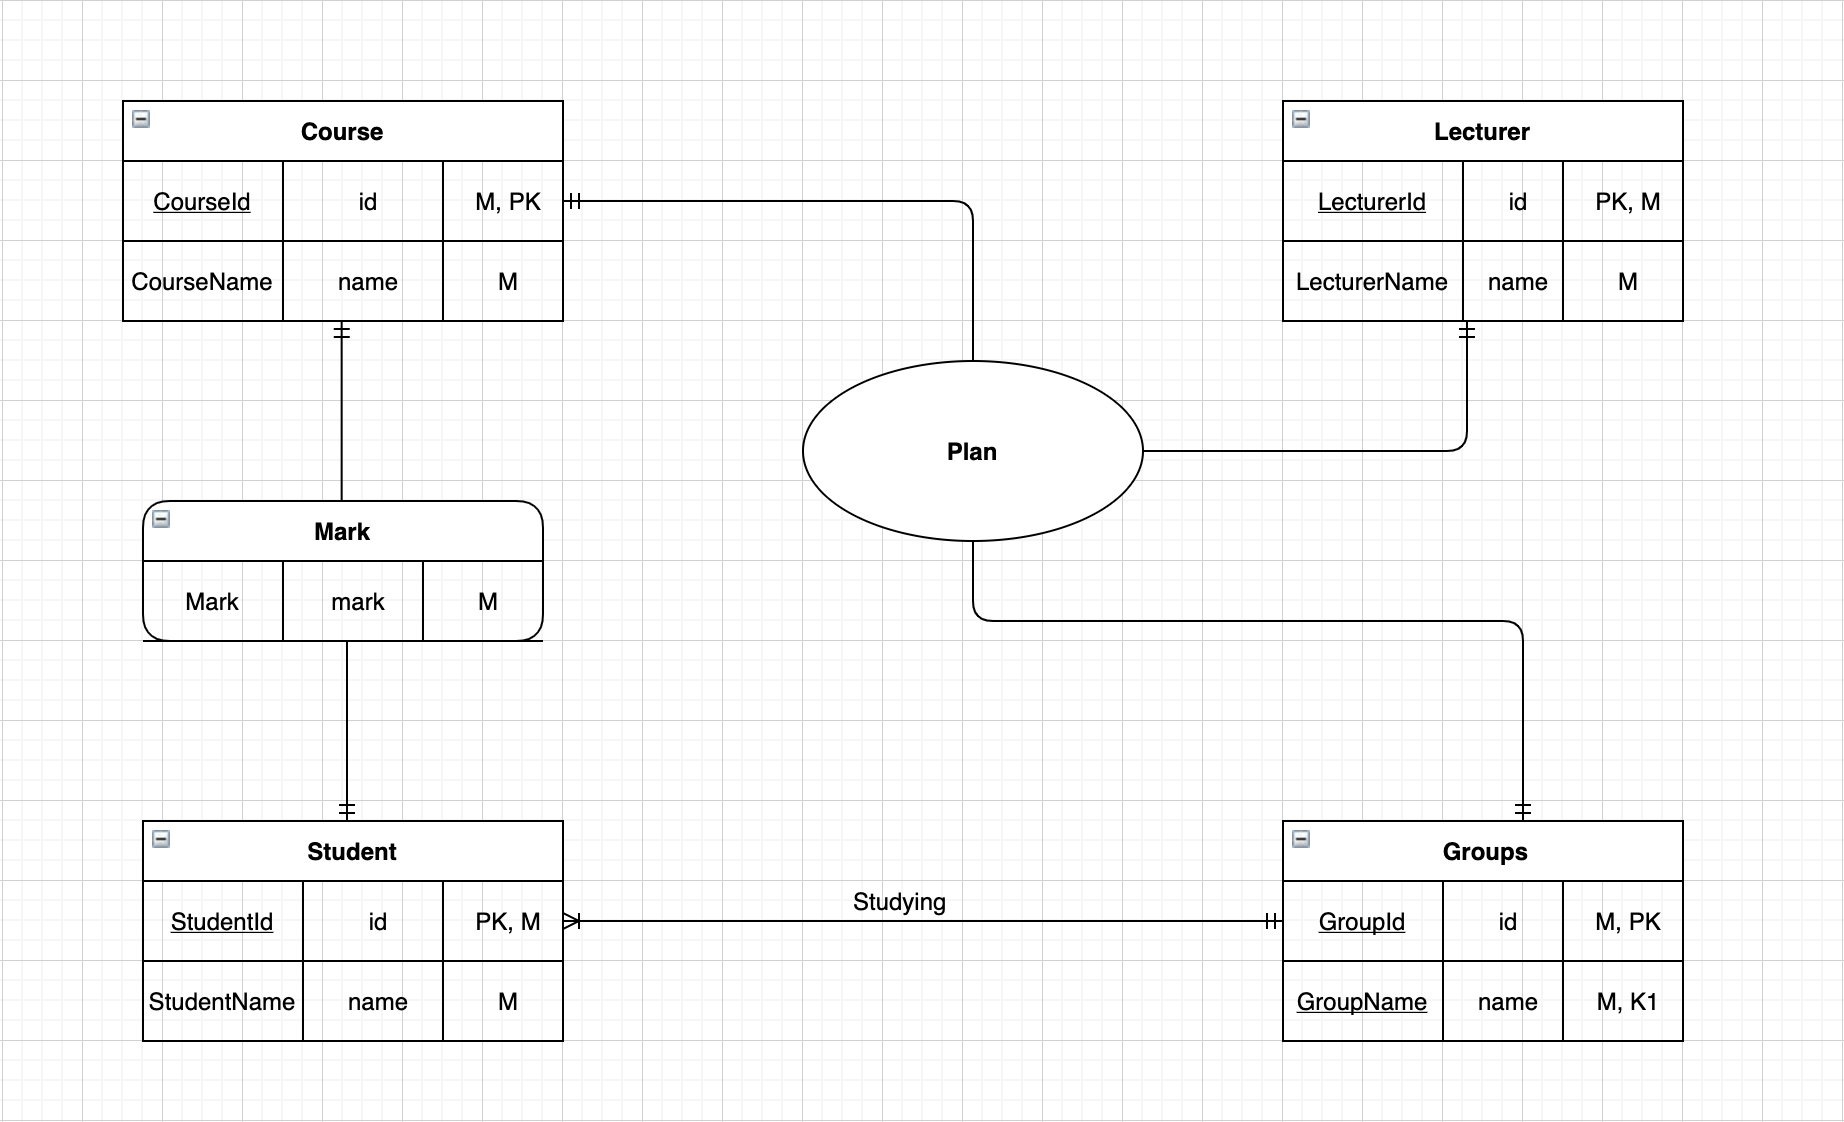 Course
CourseId id M, PK
CourseName name M
Lecturer
LecturerId id PK, M
LecturerName name M
Plan
Mark
Mark mark M
Student
StudentId id PK, M
StudentName name M
Studying
Groups
GroupId id M, PK
GroupName name M, K1